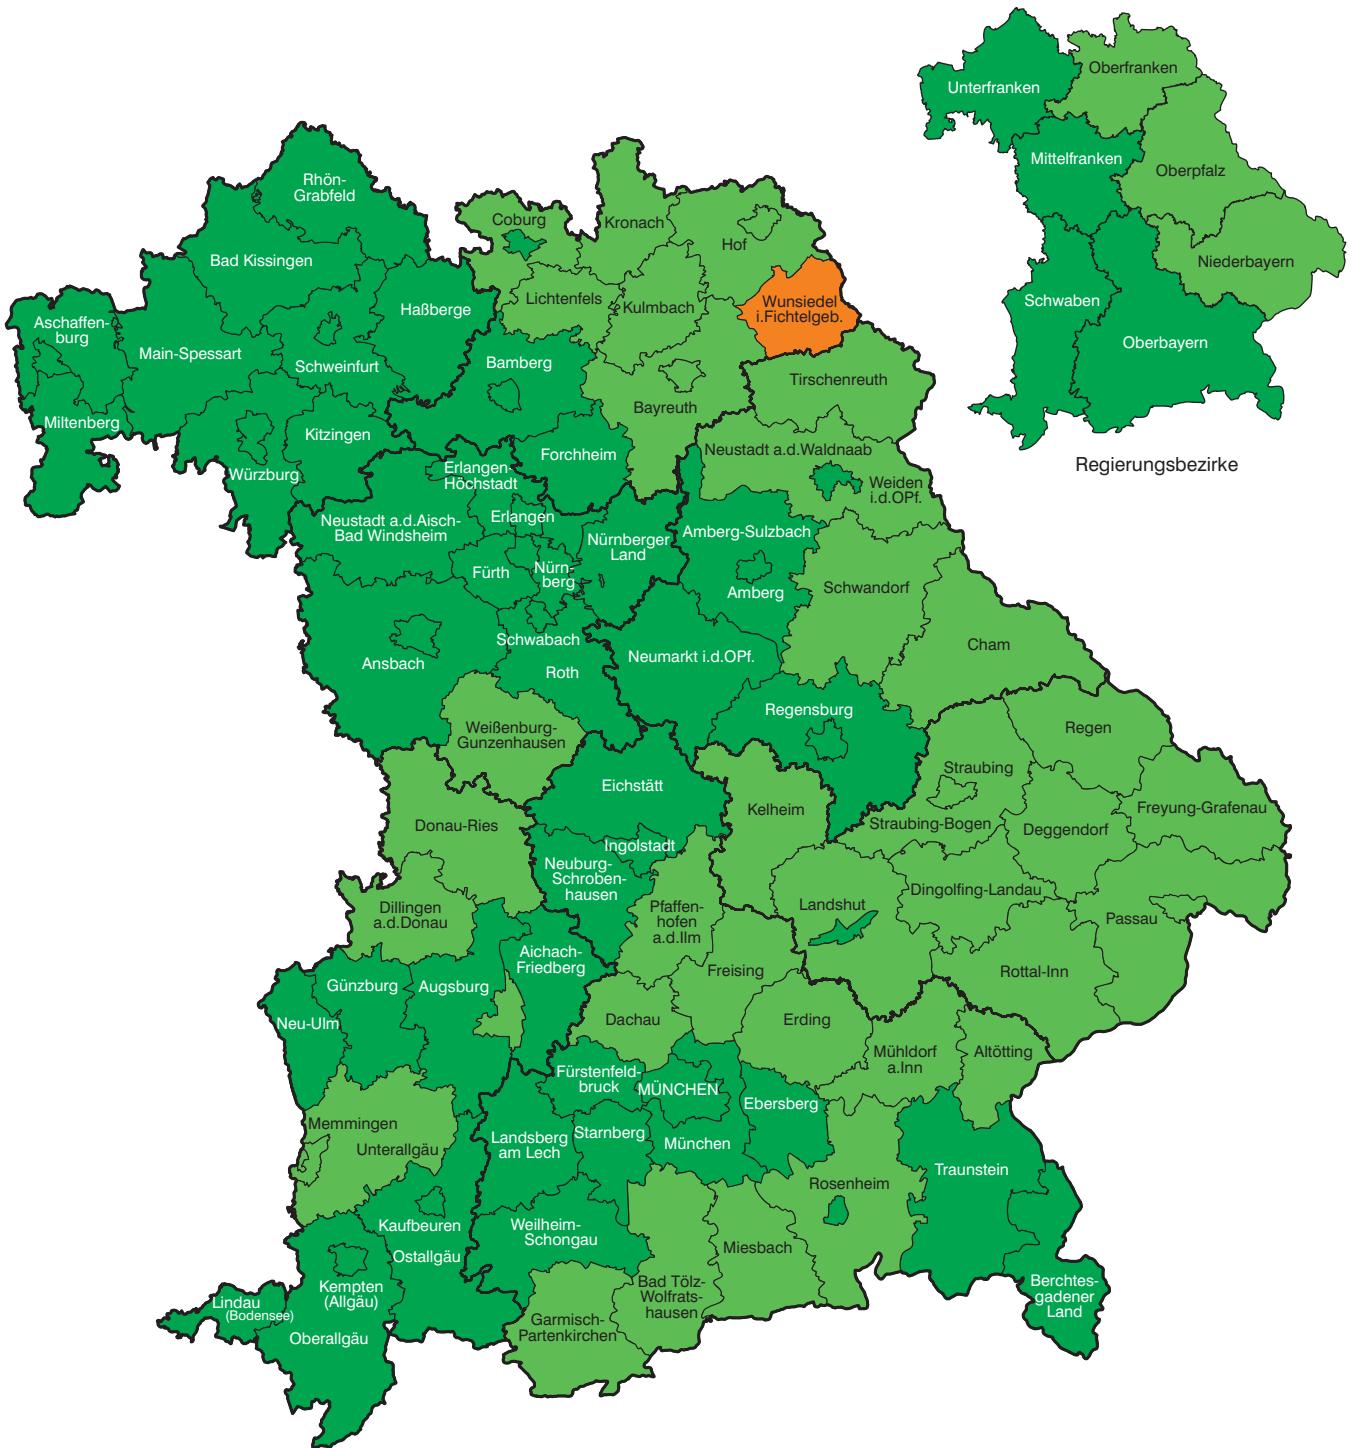 Oberfranken
Unterfranken
Mittelfranken
Oberpfalz
Niederbayern
Schwaben
Oberbayern
Regierungsbezirke
Rhön-
Grabfeld
Coburg
Kronach
Hof
Bad Kissingen
Lichtenfels
Kulmbach
Wunsiedel
i.Fichtelgeb.
Haßberge
Aschaffen-
burg
Main-Spessart
Schweinfurt
Bamberg
Tirschenreuth
Bayreuth
Miltenberg
Kitzingen
Forchheim
Neustadt a.d.Waldnaab
Würzburg
Erlangen-
Höchstadt
Weiden
i.d.OPf.
Neustadt a.d.Aisch-
Bad Windsheim
Erlangen
Nürnberger
Land
Amberg-Sulzbach
Fürth
Nürn-
berg
Amberg
Schwandorf
Schwabach
Ansbach
Roth
Neumarkt i.d.OPf.
Cham
Regensburg
Weißenburg-
Gunzenhausen
Regen
Straubing
Eichstätt
Kelheim
Freyung-Grafenau
Donau-Ries
Straubing-Bogen
Deggendorf
Ingolstadt
Neuburg-
Schroben-
hausen
Dingolfing-Landau
Dillingen
a.d.Donau
Pfaffen-
hofen
a.d.Ilm
Landshut
Passau
Aichach-
Friedberg
Freising
Rottal-Inn
Günzburg
Augsburg
Neu-Ulm
Dachau
Erding
Mühldorf
a.Inn
Altötting
Fürstenfeld-
bruck
MÜNCHEN
Ebersberg
Memmingen
Unterallgäu
Landsberg
am Lech
Starnberg
München
Traunstein
Rosenheim
Kaufbeuren
Weilheim-
Schongau
Ostallgäu
Miesbach
Bad Tölz-
Wolfrats-
hausen
Berchtes-
gadener
Land
Kempten
(Allgäu)
Lindau
(Bodensee)
Garmisch-
Partenkirchen
Oberallgäu